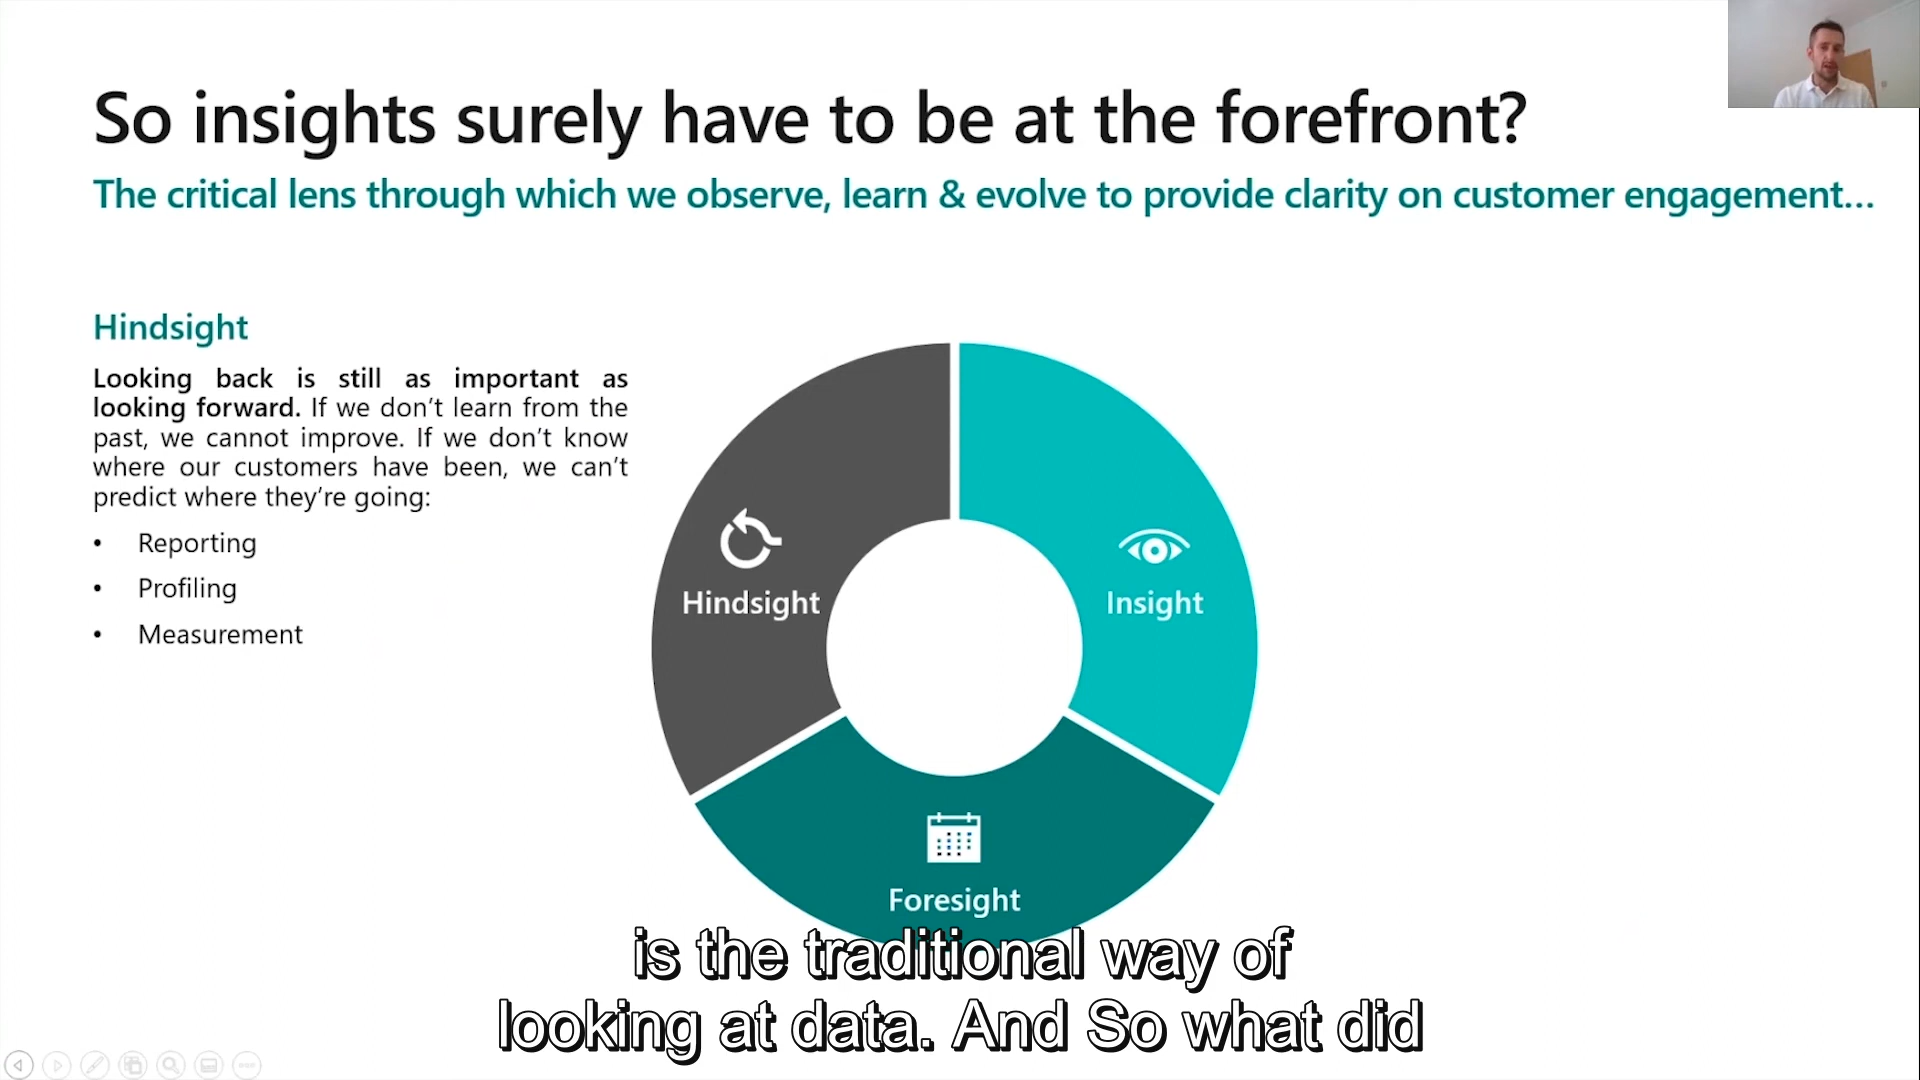 So insights surely have to be at the forefront?
The critical lens through which we observe, learn & evolve to provide clarity on customer engagement...
Hindsight
Looking back is still as important as
looking forward. If we don't learn from the
past, we cannot improve. If we don't know
where our customers have been, we can't
predict where they're going:
• Reporting
• Profiling
• Measurement
Hindsight
Insight
Foresight
is the traditional way of
looking at data. And So what did